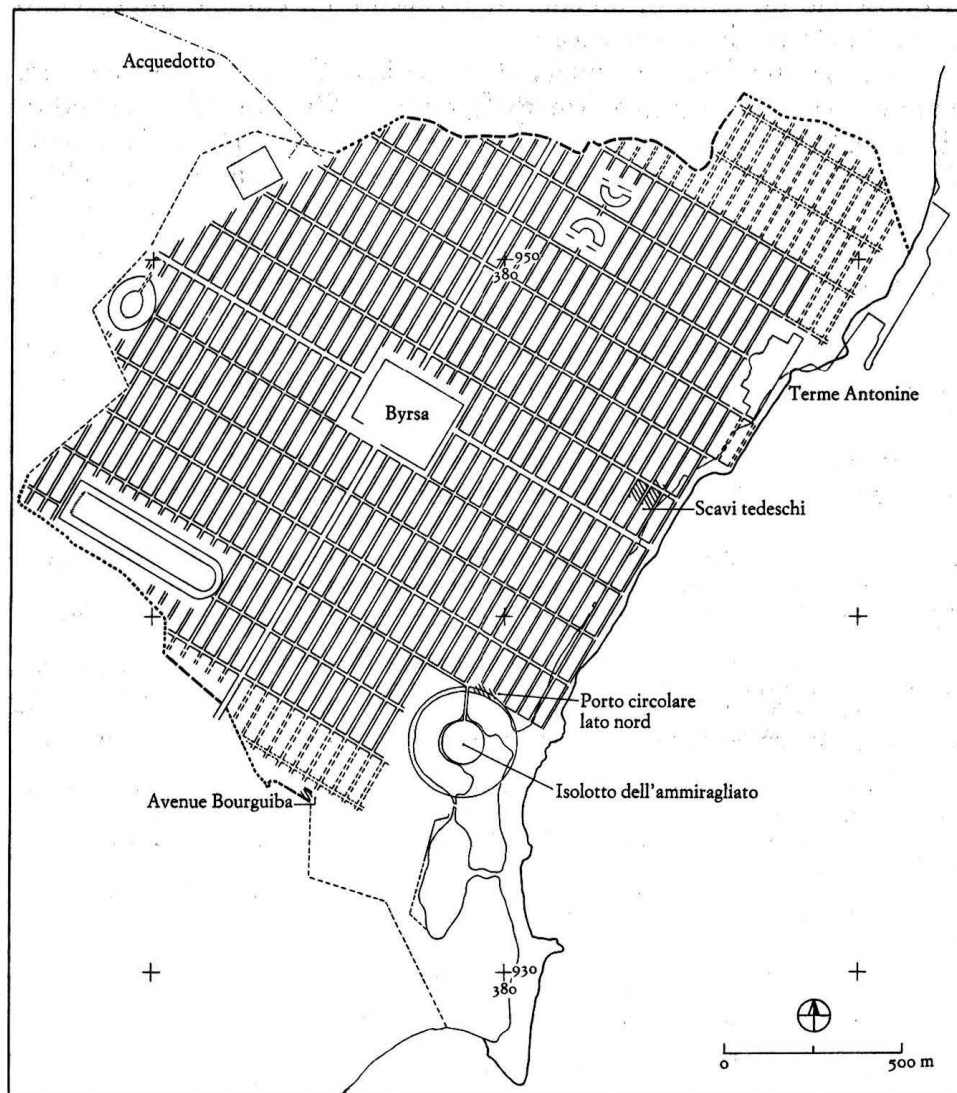 Acquedotto
950
380
Byrsa
Terme Antonine
Scavi tedeschi
Porto circolare
lato nord
Isolotto dell'ammiragliato
Avenue Bourguiba
930
380
0
500 m